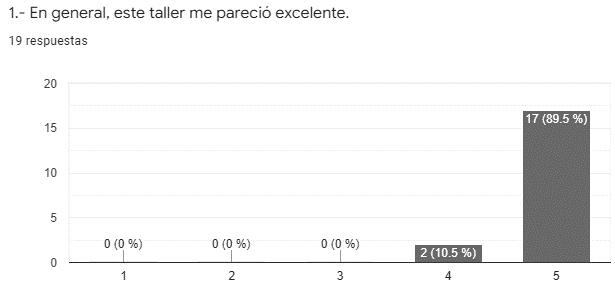 1.- En general, este taller me pareció excelente.
19 respuestas
20
15
10
5
0
0 (0 %)
0 (0 %)
0 (0 %)
2 (10.5 %)
17 (89.5 %)
1
2
3
4
5